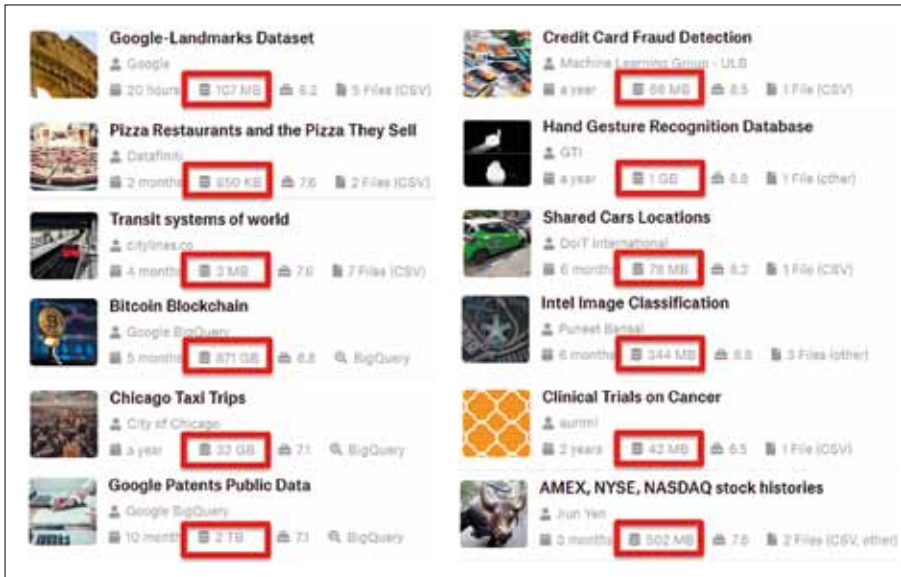 Google-Landmarks Dataset
Google
20 hours 107 MB 8.2 5 Files (CSV)
Pizza Restaurants and the Pizza They Sell
Datafiniti
2 months 650 KB 7.6 2 Files (CSV)
Transit systems of world
citylines.co
4 months 3 MB 7.6 7 Files (CSV)
Bitcoin Blockchain
Google BigQuery
5 months 871 GB 8.8 BigQuery
Chicago Taxi Trips
City of Chicago
a year 32 GB 7.1 BigQuery
Google Patents Public Data
Google BigQuery
10 month 2 TB 7.1 BigQuery
Credit Card Fraud Detection
Machine Learning Group - ULB
a year 66 MB 8.5 1 File (CSV)
Hand Gesture Recognition Database
GTI
a year 1 GB 8.8 1 File (other)
Shared Cars Locations
DoiT International
6 months 78 MB 8.2 1 File (CSV)
Intel Image Classification
Puneet Bansal
6 months 344 MB 8.8 3 Files (other)
Clinical Trials on Cancer
auriml
2 years 42 MB 6.5 1 File (CSV)
AMEX, NYSE, NASDAQ stock histories
Jiun Yen
502 MB 7.6 2 Files (CSV, other)